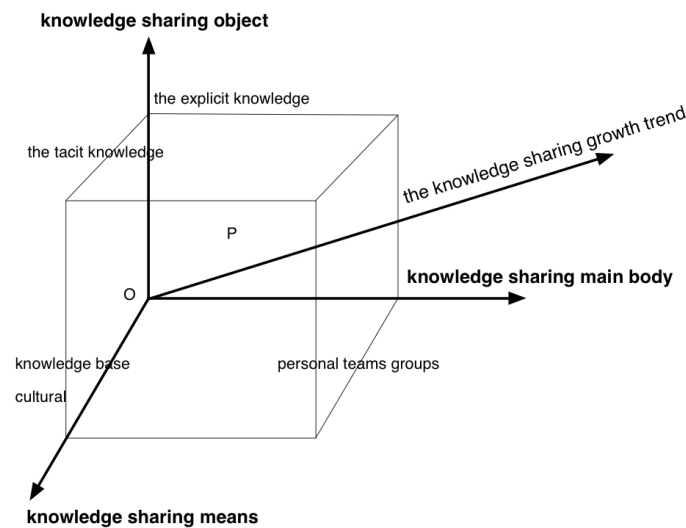 knowledge sharing object
the explicit knowledge
the tacit knowledge
the knowledge sharing growth trend
P
O
knowledge sharing main body
knowledge base
personal teams groups
cultural
knowledge sharing means